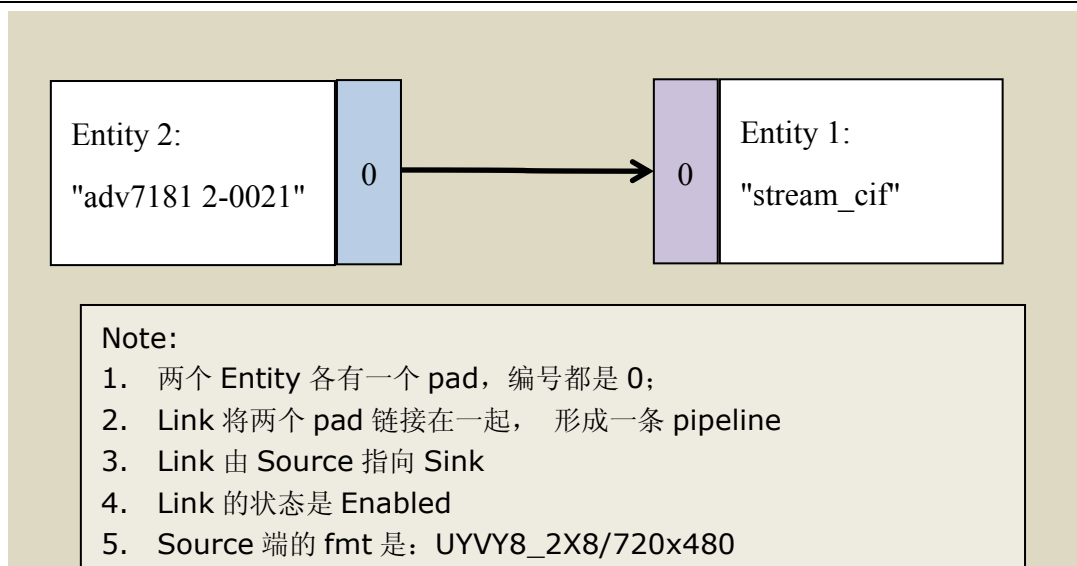 Entity 2:
"adv7181 2-0021"
0
0
Entity 1:
"stream_cif"
Note:
1. 两个 Entity 各有一个 pad，编号都是 0；
2. Link 将两个 pad 链接在一起， 形成一条 pipeline
3. Link 由 Source 指向 Sink
4. Link 的状态是 Enabled
5. Source 端的 fmt 是：UYVY8_2X8/720x480